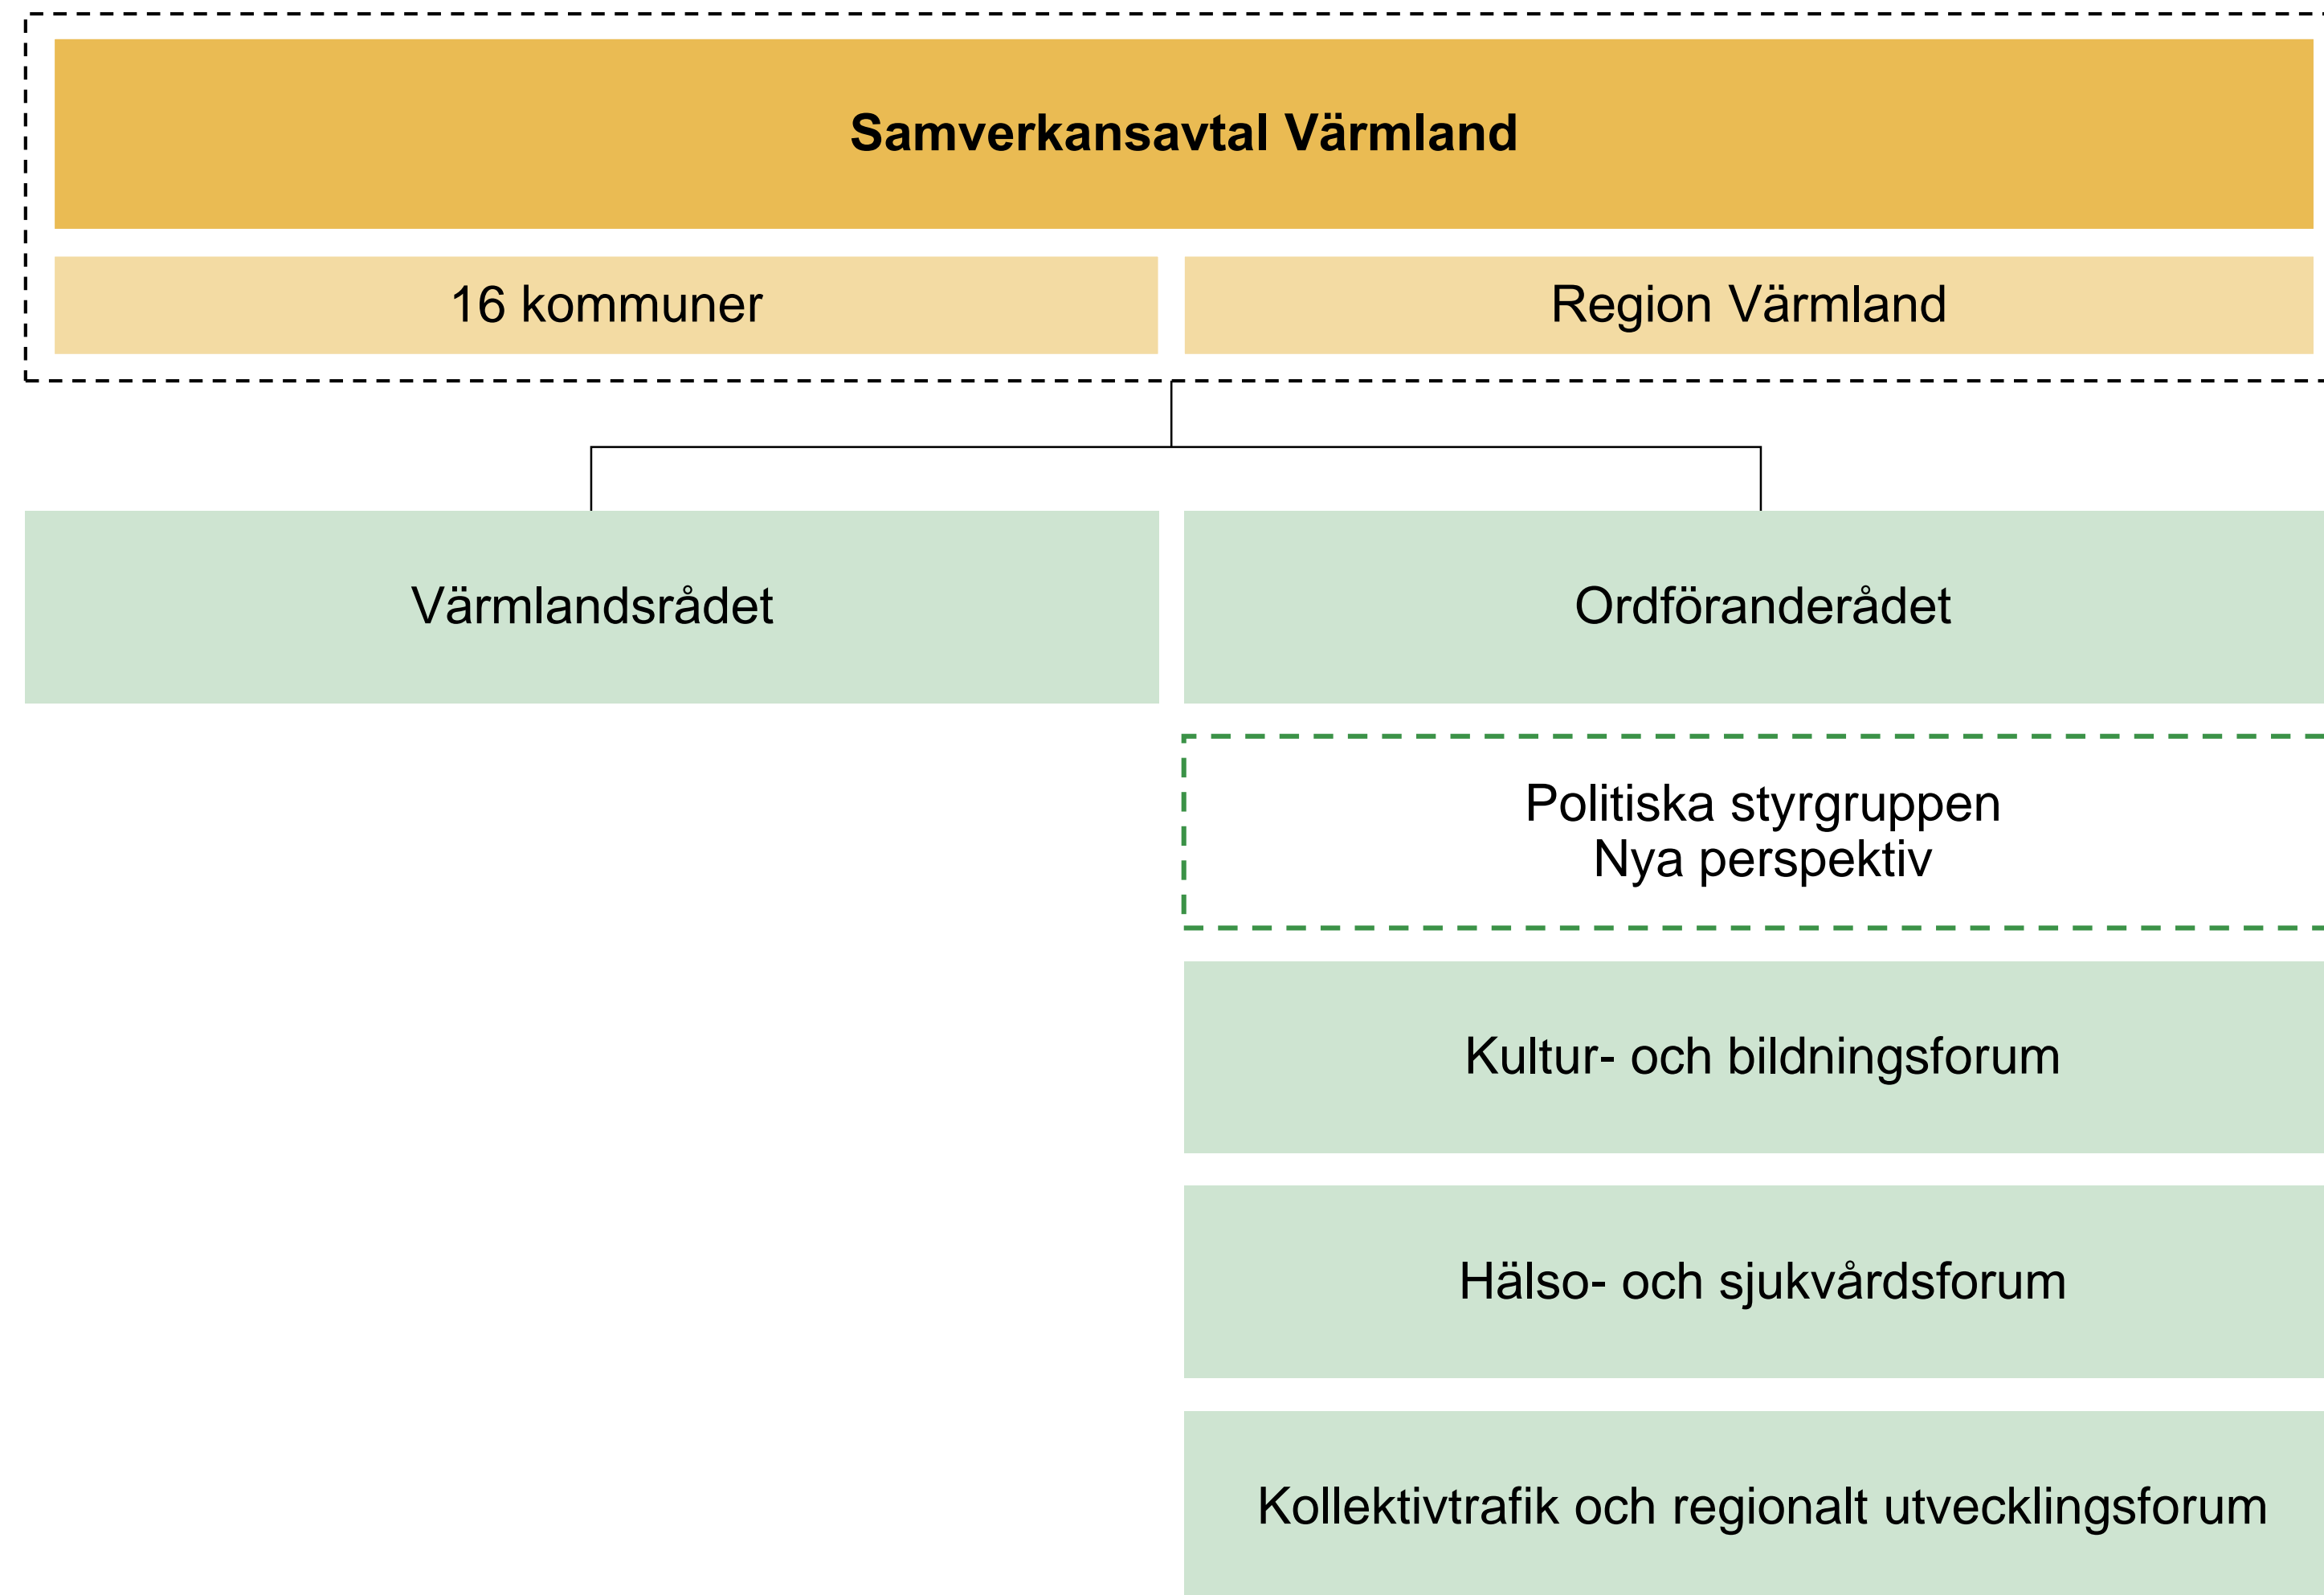 Samverkansavtal Värmland
16 kommuner
Region Värmland
Värmlandsrådet
Ordföranderådet
Politiska styrgruppen
Nya perspektiv
Kultur- och bildningsforum
Hälso- och sjukvårdsforum
Kollektivtrafik och regionalt utvecklingsforum